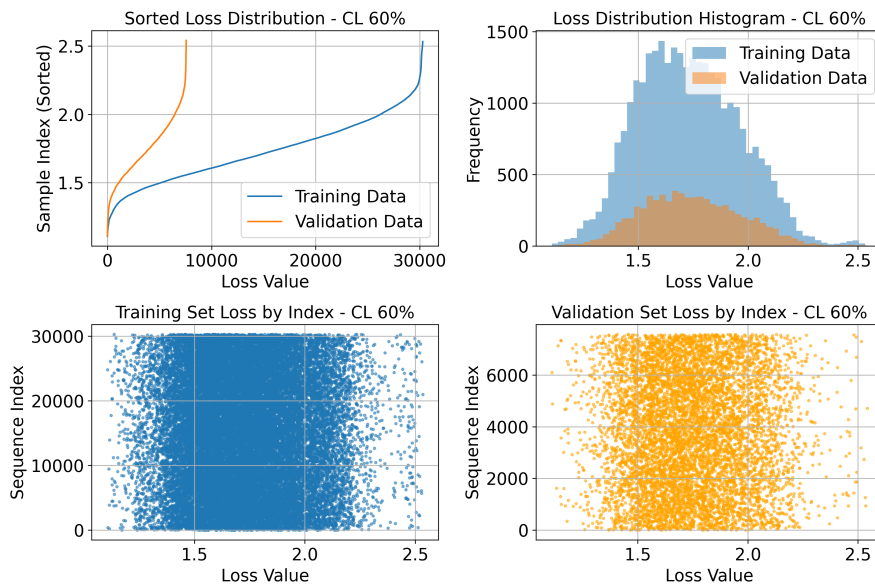 Sorted Loss Distribution - CL 60%
Sample Index (Sorted)
2.5
2.0
1.5
Training Data
Validation Data
0 10000 20000 30000
Loss Value
Loss Distribution Histogram - CL 60%
Frequency
1500
1000
500
0
Training Data
Validation Data
1.5 2.0 2.5
Loss Value
Training Set Loss by Index - CL 60%
Sequence Index
30000
20000
10000
0
1.5 2.0 2.5
Loss Value
Validation Set Loss by Index - CL 60%
Sequence Index
6000
4000
2000
0
1.5 2.0 2.5
Loss Value